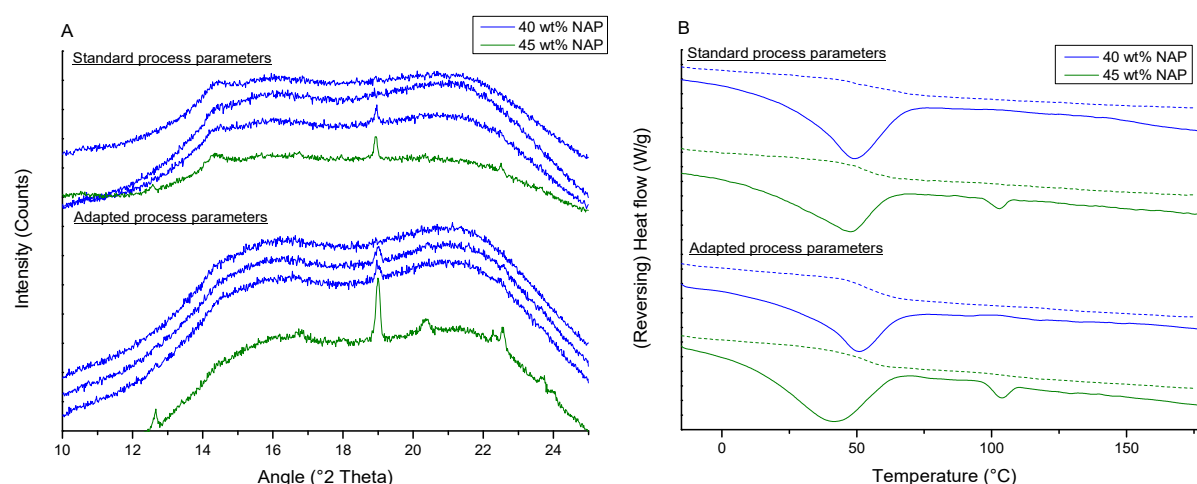 A
40 wt% NAP
45 wt% NAP
Standard process parameters
Adapted process parameters
Intensity (Counts)
10 12 14 16 18 20 22 24
Angle (°2 Theta)
B
40 wt% NAP
45 wt% NAP
Standard process parameters
Adapted process parameters
(Reversing) Heat flow (W/g)
0 50 100 150
Temperature (°C)